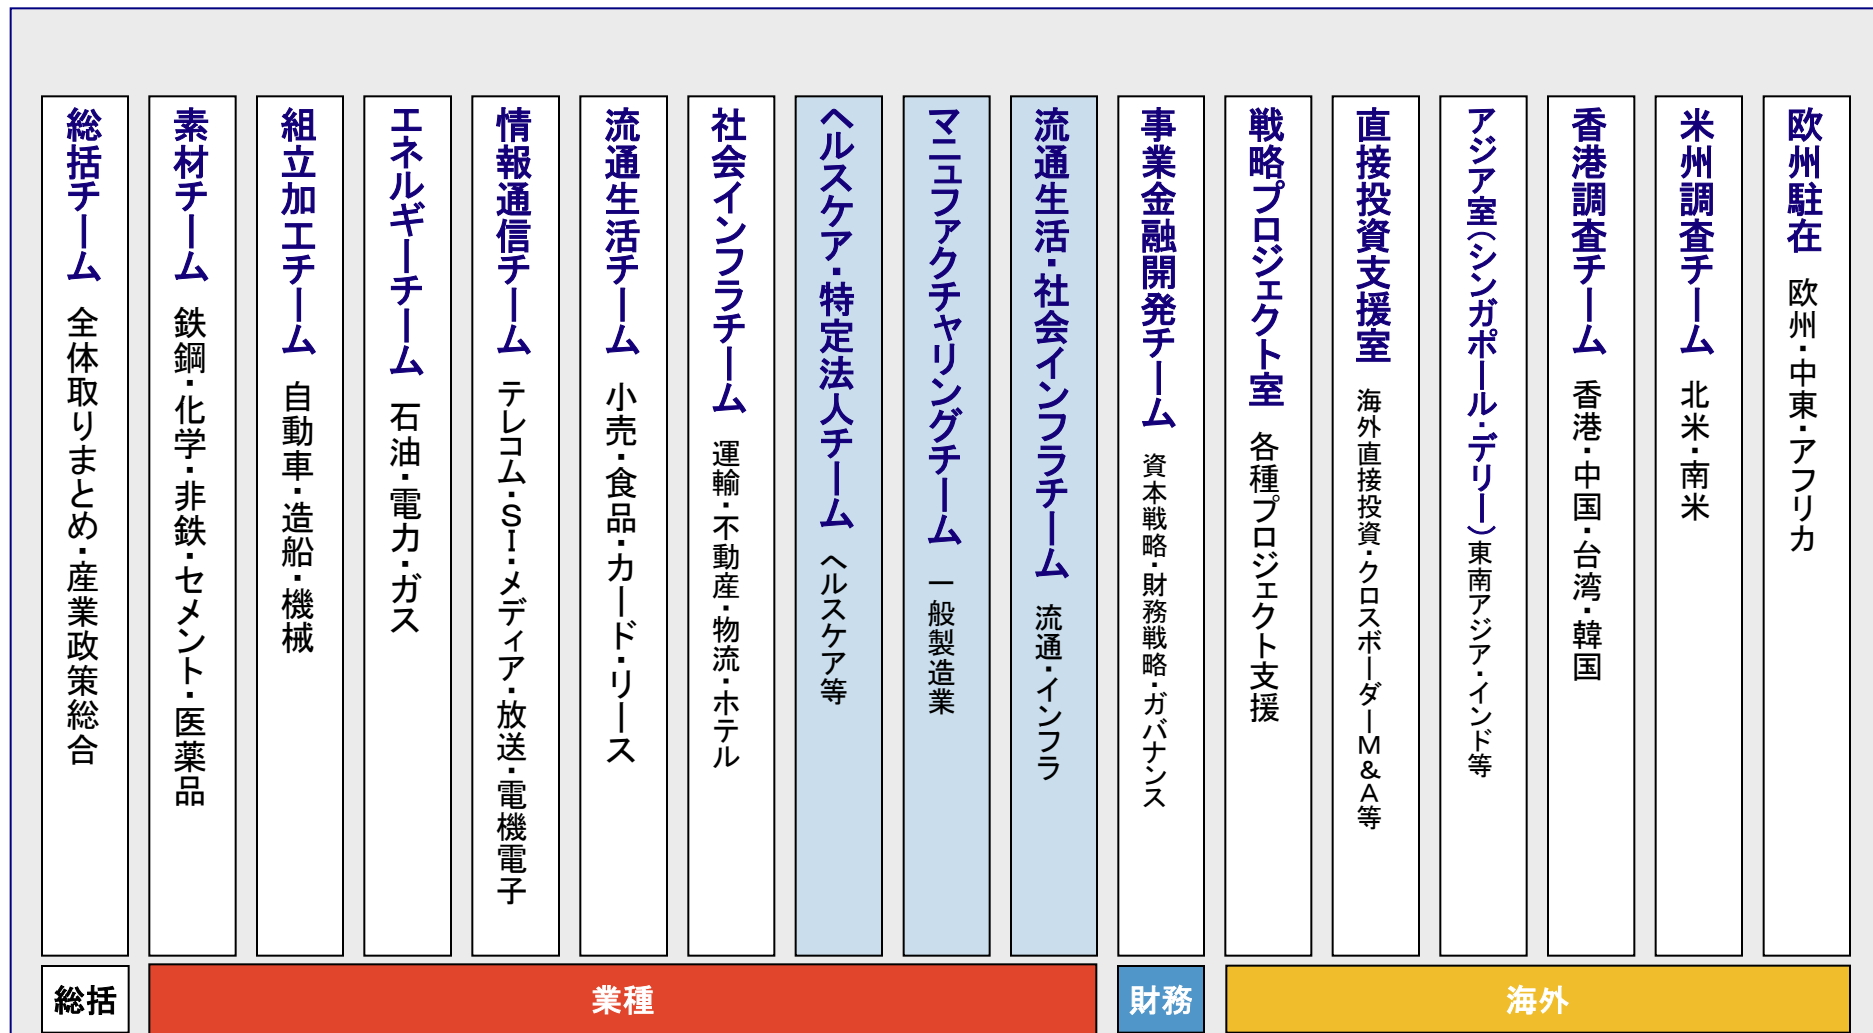 総括チーム 全体取りまとめ・産業政策総合
素材チーム 鉄鋼・化学・非鉄・セメント・医薬品
組立加工チーム 自動車・造船・機械
エネルギーチーム 石油・電力・ガス
情報通信チーム テレコム・SI・メディア・放送・電機電子
流通生活チーム 小売・食品・カード・リース
社会インフラチーム 運輸・不動産・物流・ホテル
ヘルスケア・特定法人チーム ヘルスケア等
マニュファクチャリングチーム 一般製造業
流通生活・社会インフラチーム 流通・インフラ
事業金融開発チーム 資本戦略・財務戦略・ガバナンス
戦略プロジェクト室 各種プロジェクト支援
直接投資支援室 海外直接投資・クロスボーダーM&A等
アジア室(シンガポール・デリー)東南アジア・インド等
香港調査チーム 香港・中国・台湾・韓国
米州調査チーム 北米・南米
欧州駐在 欧州・中東・アフリカ
総括
業種
財務
海外